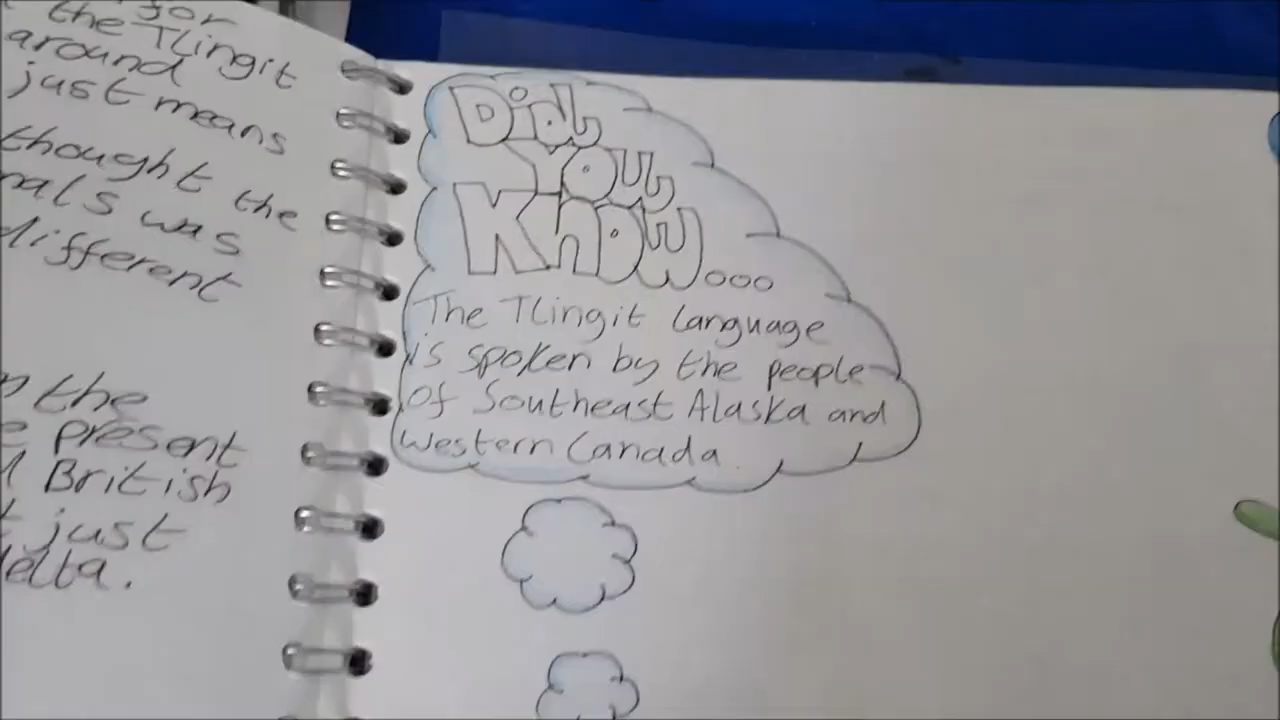 for
the Tlingit
around
just means
thought the
was
different
the
present
British
just
Did
You
Know...
The Tlingit language
is spoken by the people
of Southeast Alaska and
Western Canada.